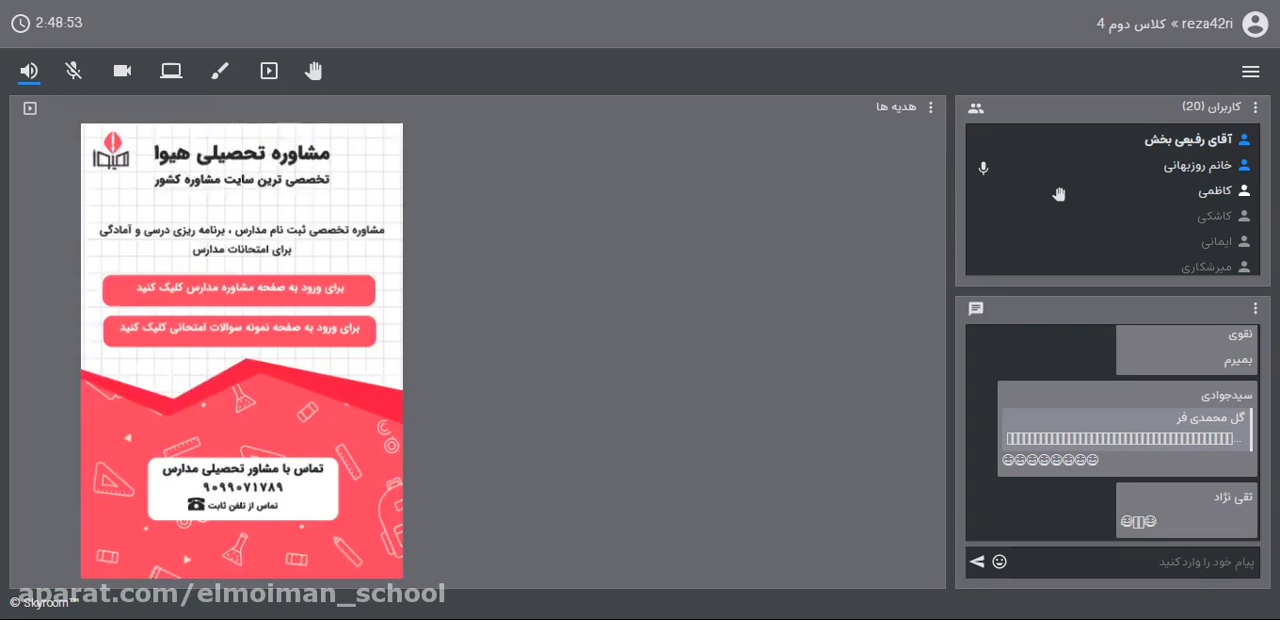 2:48:53
reza42ri » کلاس دوم 4
هدیه ها
مشاوره تحصیلی هیوا
تخصصی ترین سایت مشاوره کشور
مشاوره تخصصی ثبت نام مدارس ، برنامه ریزی درسی و آمادگی
برای امتحانات مدارس
برای ورود به صفحه مشاوره مدارس کلیک کنید
برای ورود به صفحه نمونه سوالات امتحانی کلیک کنید
تماس با مشاور تحصیلی مدارس
۹۰۹۹۰۷۱۷۸۹
تماس از تلفن ثابت
کاربران (20)
آقای رفیعی بخش
خانم روزبهانی
کاظمی
کاشکی
ایمانی
میرشکاری
نقوی
بمیرم
سیدجوادی
گل محمدی فر
تقی نژاد
پیام خود را وارد کنید
aparat.com/elmoiman_school
© Skyroom™